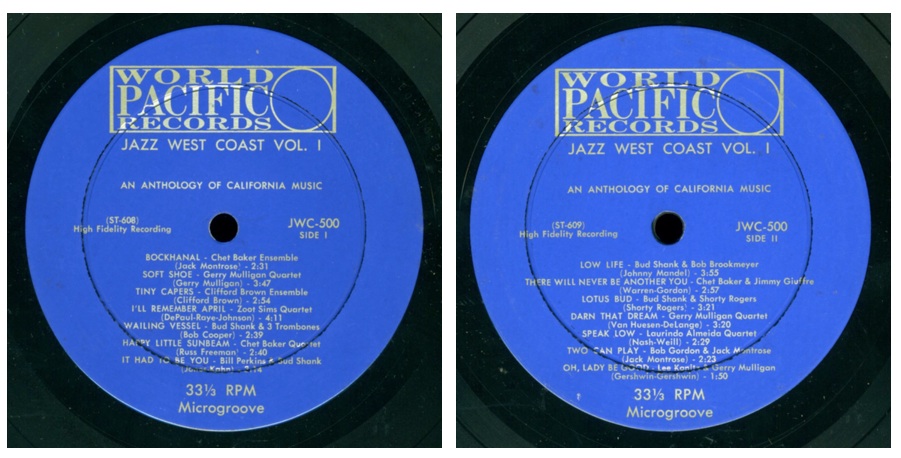 WORLD
PACIFIC
RECORDS
JAZZ WEST COAST VOL. I
AN ANTHOLOGY OF CALIFORNIA MUSIC
(ST-608)
High Fidelity Recording
JWC-500
SIDE I
BOCKHANAL - Chet Baker Ensemble
(Jack Montrose) - 2:31
SOFT SHOE - Gerry Mulligan Quartet
(Gerry Mulligan) - 3:47
TINY CAPERS - Clifford Brown Ensemble
(Clifford Brown) - 2:54
I'LL REMEMBER APRIL - Zoot Sims Quartet
(DePaul-Raye-Johnson) - 4:11
WAILING VESSEL - Bud Shank & 3 Trombones
(Bob Cooper) - 2:39
HAPPY LITTLE SUNBEAM - Chet Baker Quartet
(Russ Freeman) - 2:40
IT HAD TO BE YOU - Bill Perkins & Bud Shank
33⅓ RPM
Microgroove
WORLD
PACIFIC
RECORDS
JAZZ WEST COAST VOL. I
AN ANTHOLOGY OF CALIFORNIA MUSIC
(ST-609)
High Fidelity Recording
JWC-500
SIDE II
LOW LIFE - Bud Shank & Bob Brookmeyer
(Johnny Mandel) - 3:55
THERE WILL NEVER BE ANOTHER YOU - Chet Baker & Jimmy Giuffre
(Warren-Gordon) - 2:57
LOTUS BUD - Bud Shank & Shorty Rogers
(Shorty Rogers) - 3:21
DARN THAT DREAM - Gerry Mulligan Quartet
(Van Huesen-DeLange) - 3:20
SPEAK LOW - Laurindo Almeida Quartet
(Nash-Weill) - 2:29
TWO CAN PLAY - Bob Gordon & Jack Montrose
(Jack Montrose) - 2:23
OH, LADY BE GOOD - Lee Konitz & Gerry Mulligan
(Gershwin-Gershwin) - 1:50
33⅓ RPM
Microgroove